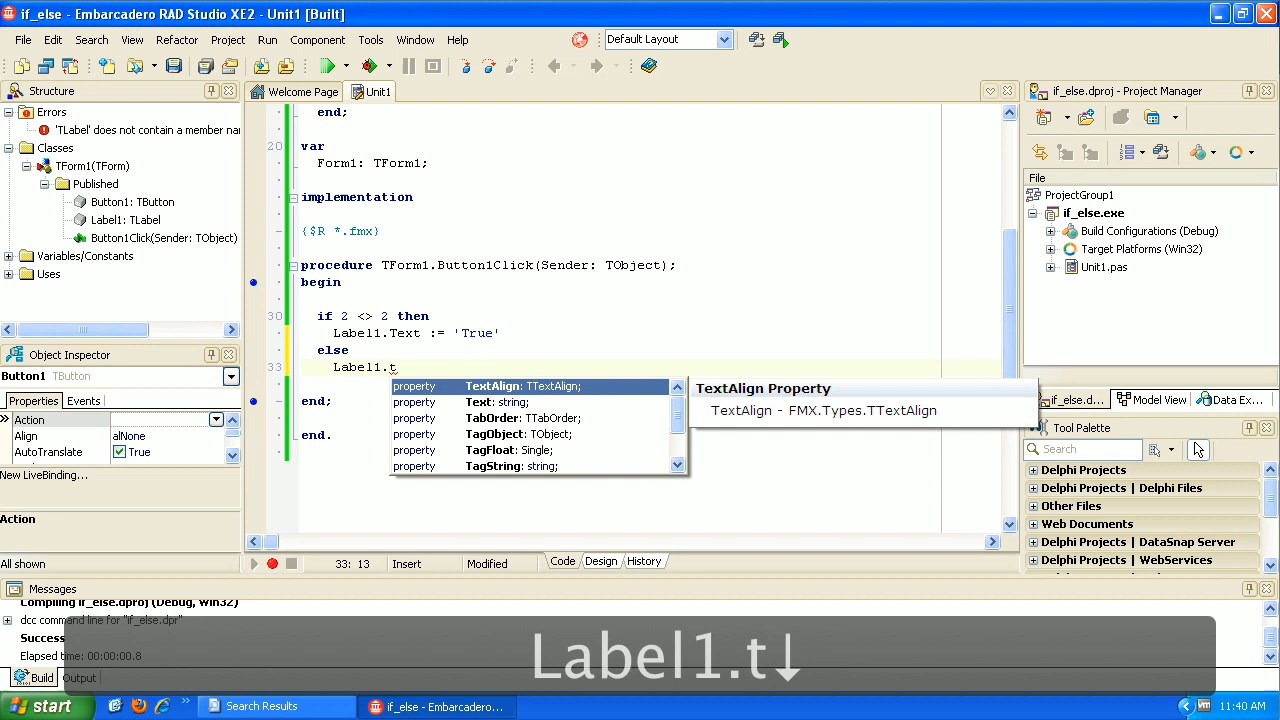 if_else - Embarcadero RAD Studio XE2 - Unit1 [Built]
File Edit Search View Refactor Project Run Component Tools Window Help
Default Layout
Structure
Errors
'TLabel' does not contain a member nar
Classes
TForm1(TForm)
Published
Button1: TButton
Label1: TLabel
Button1Click(Sender: TObject)
Variables/Constants
Uses
Object Inspector
Button1 TButton
Properties Events
Action
Align alNone
AutoTranslate True
New LiveBinding...
Action
All shown
Welcome Page Unit1
end;
20 var
Form1: TForm1;
implementation
{$R *.fmx}
procedure TForm1.Button1Click(Sender: TObject);
begin
30 if 2 <> 2 then
Label1.Text := 'True'
else
33 Label1.t
property TextAlign: TTextAlign;
property Text: string;
property TabOrder: TTabOrder;
property TagObject: TObject;
property TagFloat: Single;
property TagString: string;
TextAlign Property
TextAlign - FMX.Types.TTextAlign
end;
end.
33: 13 Insert Modified Code Design History
if_else.dproj - Project Manager
File
ProjectGroup1
if_else.exe
Build Configurations (Debug)
Target Platforms (Win32)
Unit1.pas
if_else.d... Model View Data Ex...
Tool Palette
Search
Delphi Projects
Delphi Projects | Delphi Files
Other Files
Web Documents
Delphi Projects | DataSnap Server
Delphi Projects | WebServices
Messages
Compiling if_else.dproj (Debug, Win32)
dcc command line for "if_else.dpr"
Success
Elapsed time: 00:00:00.8
Label1.t↓
Build Output
start Search Results if_else - Embarcadero... 11:40 AM